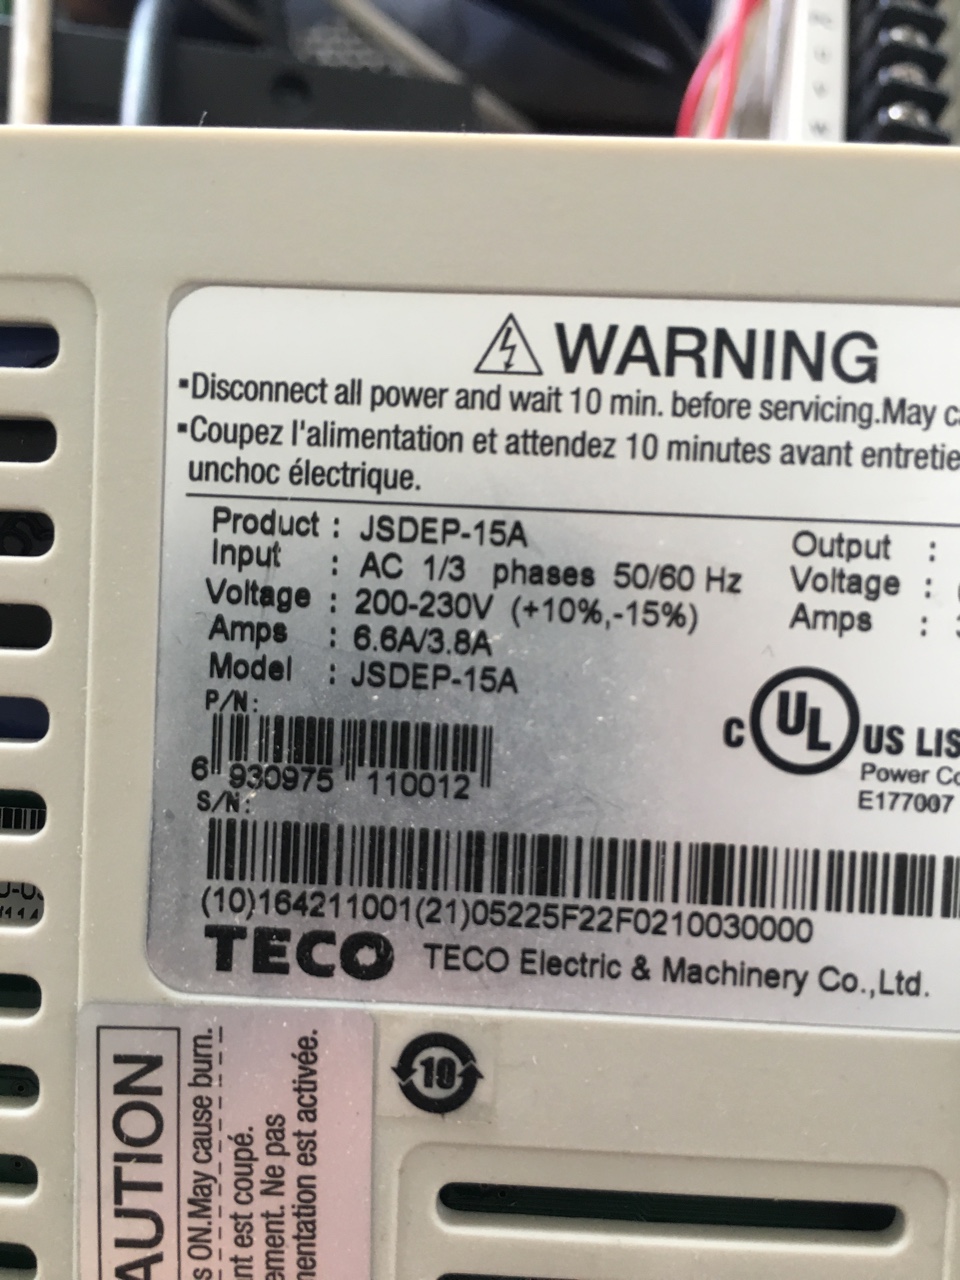 WARNING
▪Disconnect all power and wait 10 min. before servicing.May
▪Coupez l'alimentation et attendez 10 minutes avant
unchoc électrique.
Product : JSDEP-15A
Input : AC 1/3 phases 50/60 Hz
Voltage : 200-230V (+10%,-15%)
Amps : 6.6A/3.8A
Model : JSDEP-15A
Output :
Voltage :
Amps :
P/N:
6 930975 110012
C UL US LIS
Power Co
E177007
S/N:
(10)164211001(21)05225F22F0210030000
TECO TECO Electric & Machinery Co.,Ltd.
10
AUTION
s ON.May cause burn.
nt est coupé.
ement. Ne pas
mentation est activée.
U
V
W